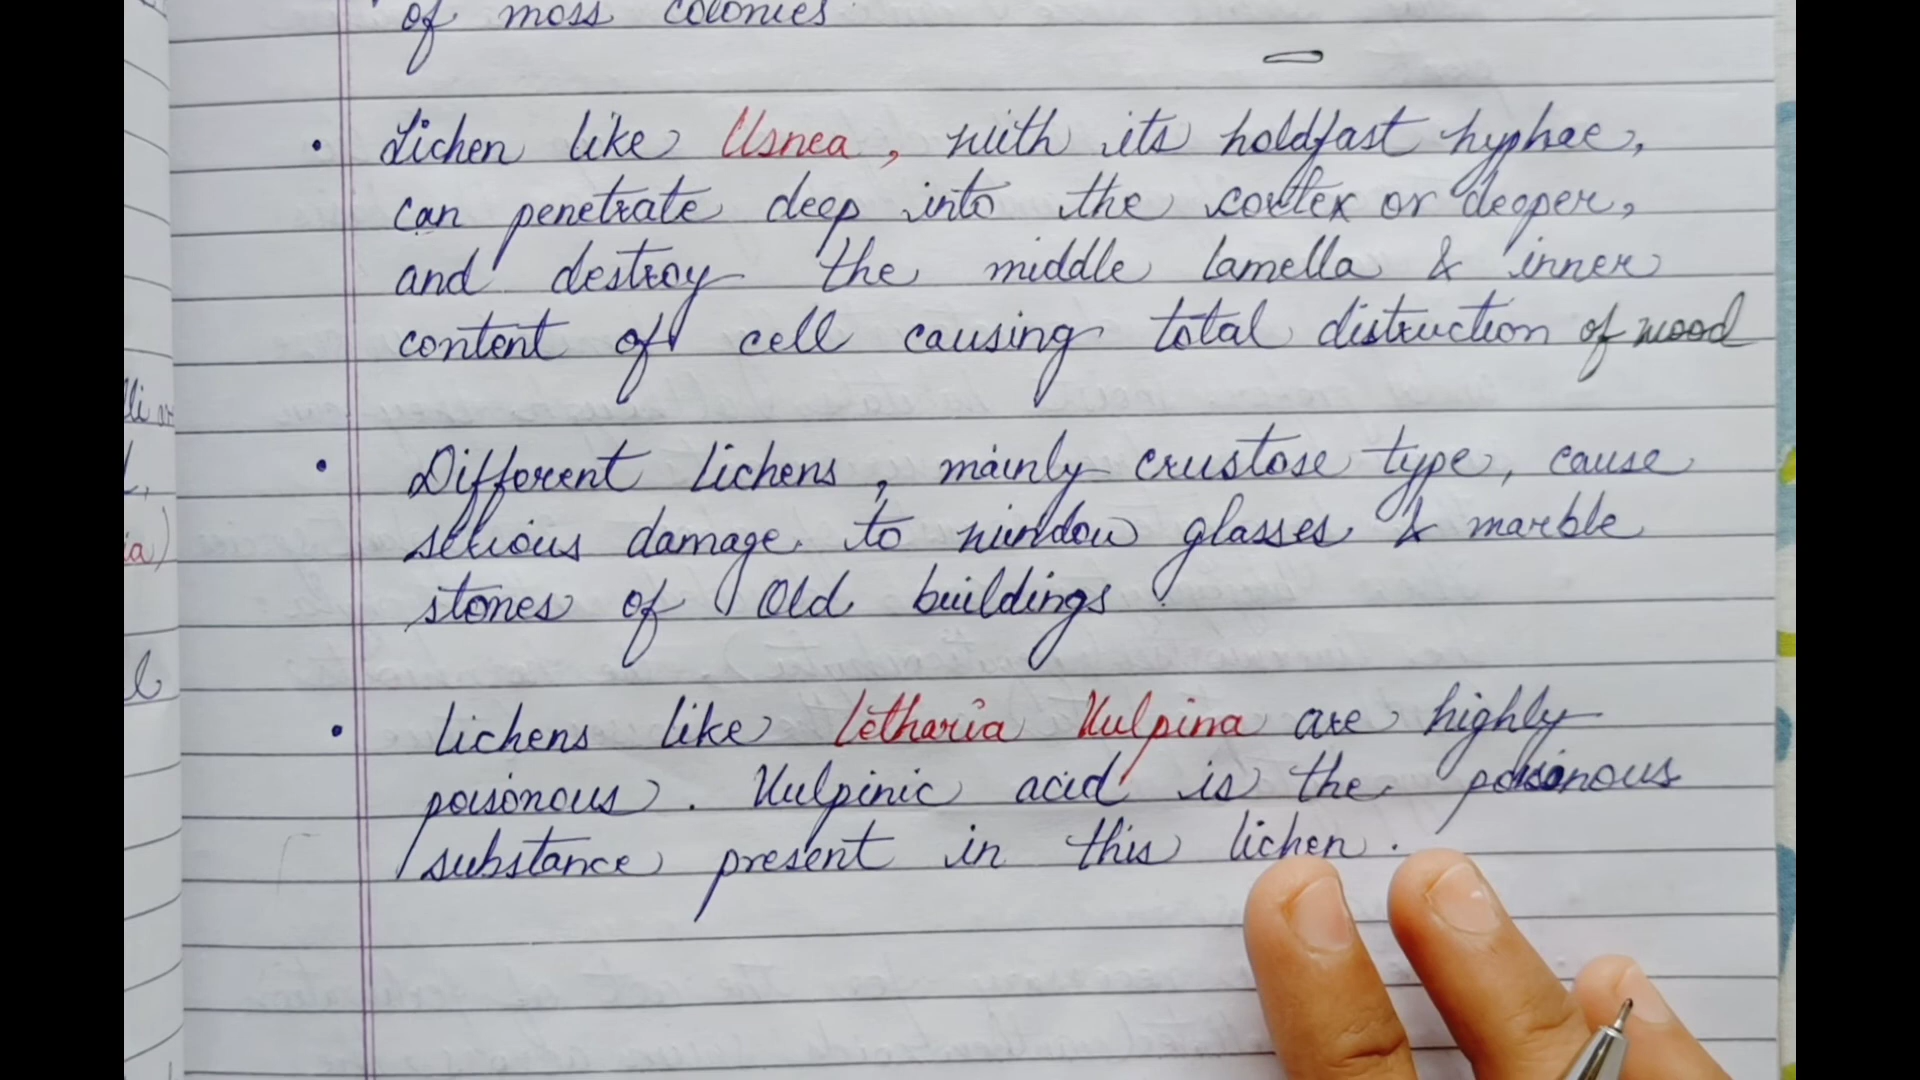 of moss colonies
• Lichen like Usnea, with its holdfast hyphae,
can penetrate deep into the cortex or deeper,
and destroy the middle lamella & inner
content of cell causing total distruction of wood
• Different lichens, mainly crustose type, cause
serious damage to window glasses & marble
stones of Old buildings
• Lichens like Letharia Vulpina are highly
poisonous. Vulpinic acid is the poisonous
substance present in this lichen.